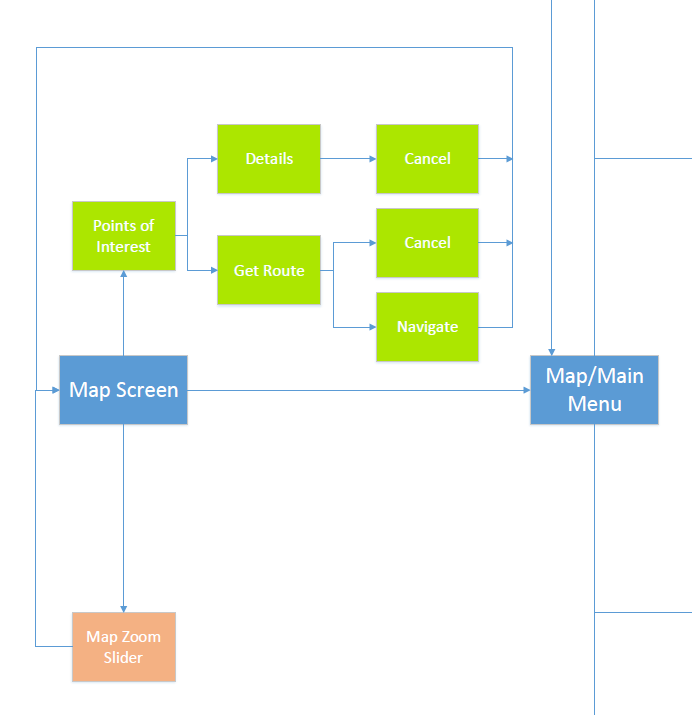 Details
Cancel
Points of
Interest
Cancel
Get Route
Navigate
Map Screen
Map/Main
Menu
Map Zoom
Slider